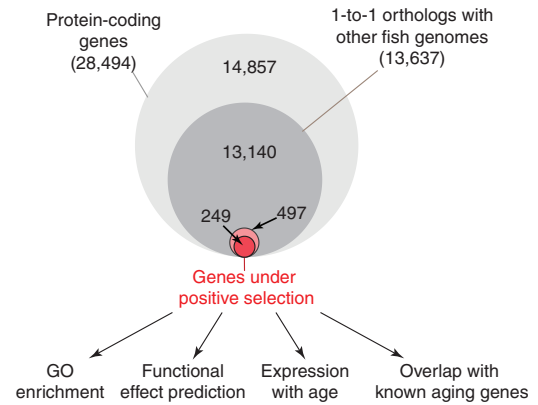 Protein-coding
genes
(28,494)
1-to-1 orthologs with
other fish genomes
(13,637)
14,857
13,140
249
497
Genes under
positive selection
GO
enrichment
Functional
effect prediction
Expression
with age
Overlap with
known aging genes